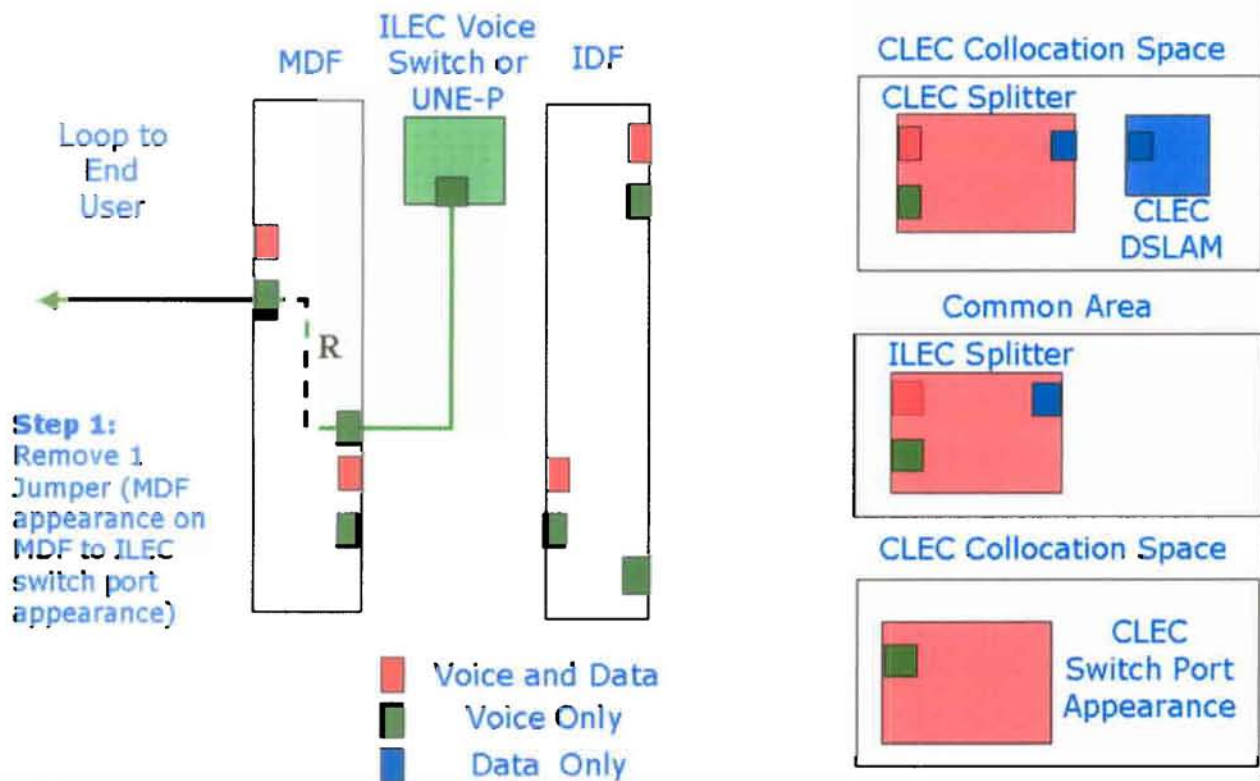 MDF
ILEC Voice
Switch or
UNE-P
IDF
Loop to
End
User
R
Step 1:
Remove 1
Jumper (MDF
appearance on
MDF to ILEC
switch port
appearance)
CLEC Collocation Space
CLEC Splitter
CLEC
DSLAM
Common Area
ILEC Splitter
CLEC Collocation Space
CLEC
Switch Port
Appearance
Voice and Data
Voice Only
Data Only